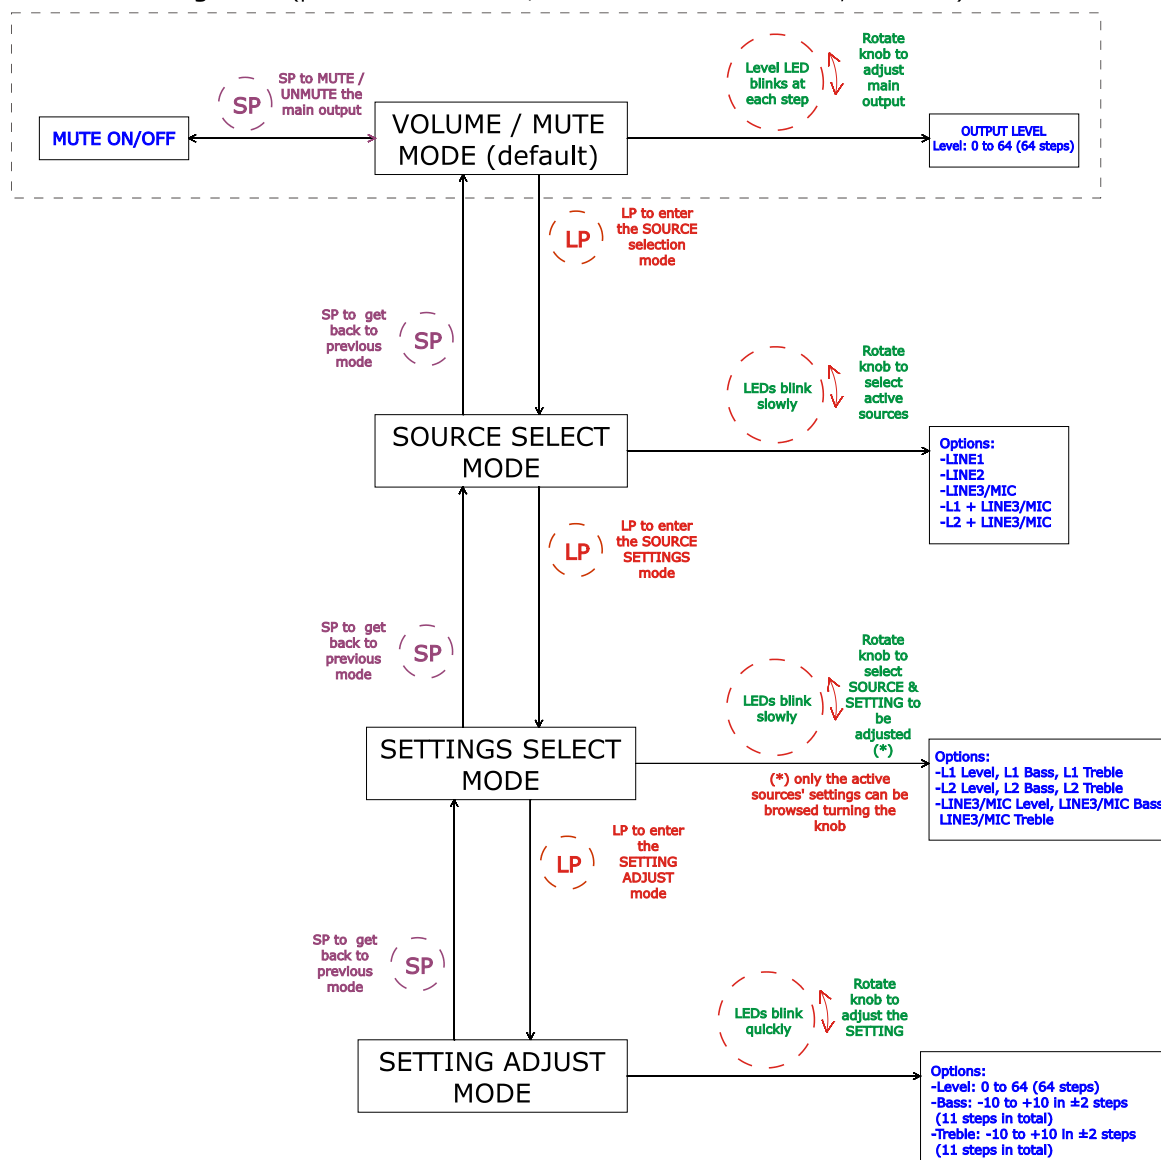 SP to MUTE /
UNMUTE the
main output
SP
MUTE ON/OFF
VOLUME / MUTE
MODE (default)
Level LED
blinks at
each step
Rotate
knob to
adjust
main
output
OUTPUT LEVEL
Level: 0 to 64 (64 steps)
LP
LP to enter
the SOURCE
selection
mode
SP to get
back to
previous
mode
SP
SOURCE SELECT
MODE
LEDs blink
slowly
Rotate
knob to
select
active
sources
Options:
-LINE1
-LINE2
-LINE3/MIC
-L1 + LINE3/MIC
-L2 + LINE3/MIC
LP
LP to enter
the SOURCE
SETTINGS
mode
SP to get
back to
previous
mode
SP
SETTINGS SELECT
MODE
LEDs blink
slowly
Rotate
knob to
select
SOURCE &
SETTING to
be
adjusted
(*)
(*) only the active
sources' settings can be
browsed turning the
knob
Options:
-L1 Level, L1 Bass, L1 Treble
-L2 Level, L2 Bass, L2 Treble
-LINE3/MIC Level, LINE3/MIC Bass
LINE3/MIC Treble
LP
LP to enter
the
SETTING
ADJUST
mode
SP to get
back to
previous
mode
SP
SETTING ADJUST
MODE
LEDs blink
quickly
Rotate
knob to
adjust the
SETTING
Options:
-Level: 0 to 64 (64 steps)
-Bass: -10 to +10 in ±2 steps
(11 steps in total)
-Treble: -10 to +10 in ±2 steps
(11 steps in total)